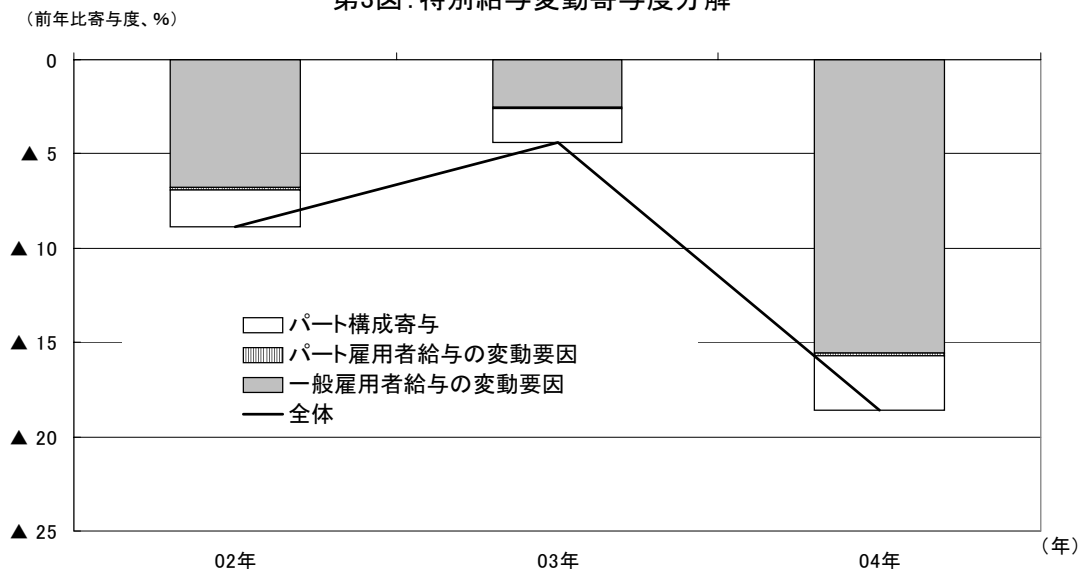 第3図：特別給与変動寄与度分解
（前年比寄与度、%）
0
▲ 5
▲ 10
▲ 15
▲ 20
▲ 25
パート構成寄与
パート雇用者給与の変動要因
一般雇用者給与の変動要因
全体
02年
03年
04年
（年）